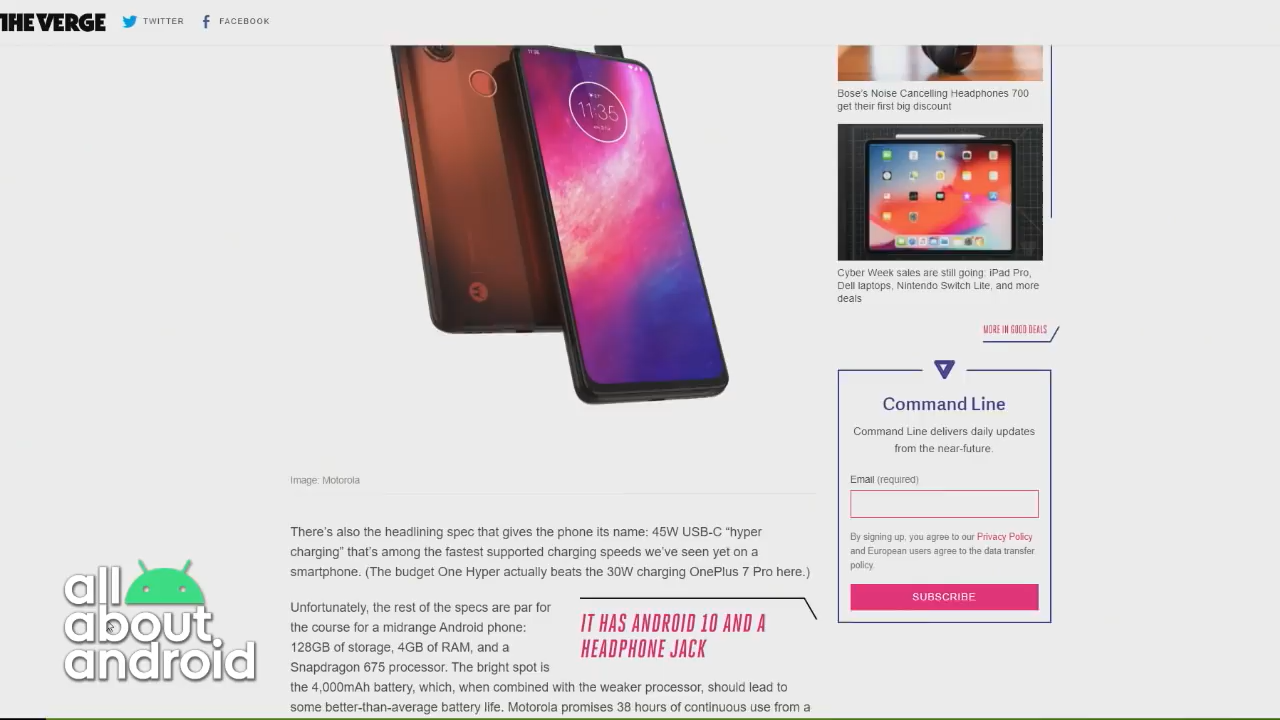 THE VERGE
TWITTER
FACEBOOK
11:35
Bose's Noise Cancelling Headphones 700
get their first big discount
Cyber Week sales are still going: iPad Pro,
Dell laptops, Nintendo Switch Lite, and more
deals
MORE IN GOOD DEALS
Command Line
Command Line delivers daily updates
from the near-future.
Email (required)
By signing up, you agree to our Privacy Policy
and European users agree to the data transfer
policy.
SUBSCRIBE
Image: Motorola
There's also the headlining spec that gives the phone its name: 45W USB-C “hyper
charging” that's among the fastest supported charging speeds we've seen yet on a
smartphone. (The budget One Hyper actually beats the 30W charging OnePlus 7 Pro here.)
Unfortunately, the rest of the specs are par for
the course for a midrange Android phone:
128GB of storage, 4GB of RAM, and a
Snapdragon 675 processor. The bright spot is
the 4,000mAh battery, which, when combined with the weaker processor, should lead to
some better-than-average battery life. Motorola promises 38 hours of continuous use from a
IT HAS ANDROID 10 AND A
HEADPHONE JACK
all
about
android